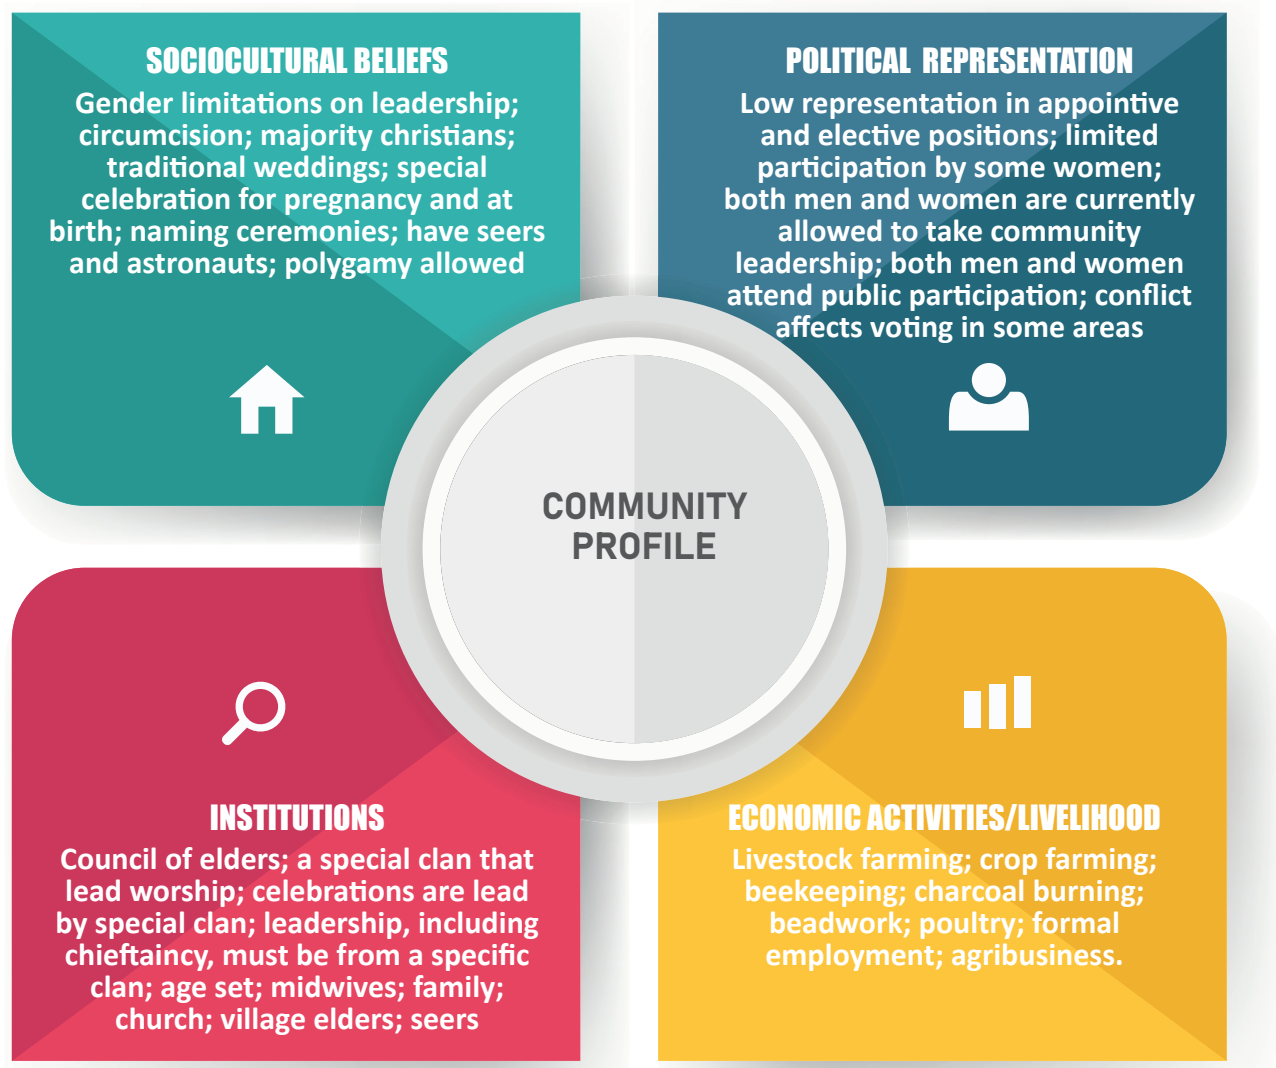 SOCIOCULTURAL BELIEFS
Gender limitations on leadership;
circumcision; majority christians;
traditional weddings; special
celebration for pregnancy and at
birth; naming ceremonies; have seers
and astronauts; polygamy allowed
POLITICAL REPRESENTATION
Low representation in appointive
and elective positions; limited
participation by some women;
both men and women are currently
allowed to take community
leadership; both men and women
attend public participation; conflict
affects voting in some areas
COMMUNITY
PROFILE
INSTITUTIONS
Council of elders; a special clan that
lead worship; celebrations are lead
by special clan; leadership, including
chieftaincy, must be from a specific
clan; age set; midwives; family;
church; village elders; seers
ECONOMIC ACTIVITIES/LIVELIHOOD
Livestock farming; crop farming;
beekeeping; charcoal burning;
beadwork; poultry; formal
employment; agribusiness.